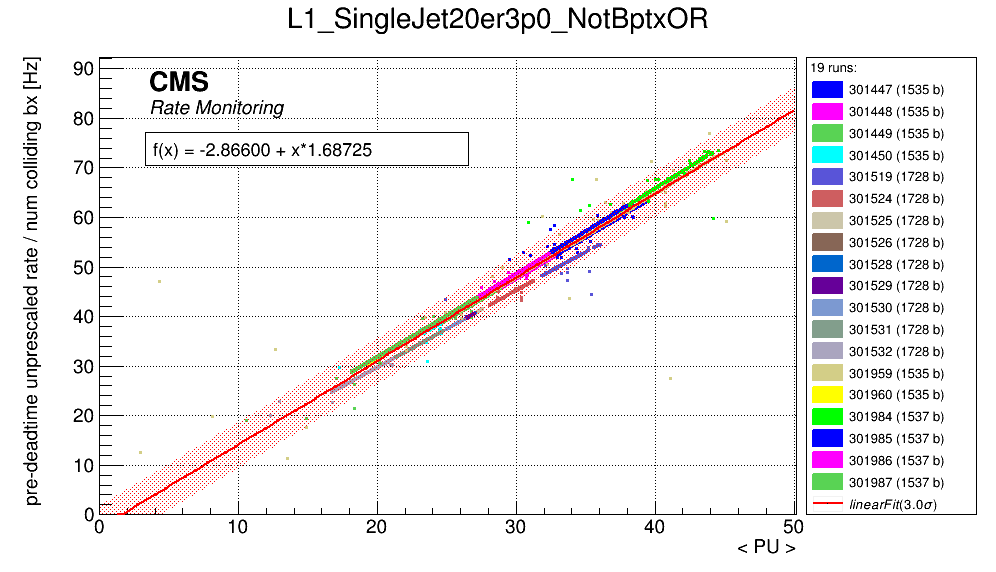 L1_SingleJet20er3p0_NotBptxOR
pre-deadtime unprescaled rate / num colliding bx [Hz]
CMS
Rate Monitoring
f(x) = -2.86600 + x*1.68725
90
80
70
60
50
40
30
20
10
0
0 10 20 30 40 50
< PU >
19 runs:
301447 (1535 b)
301448 (1535 b)
301449 (1535 b)
301450 (1535 b)
301519 (1728 b)
301524 (1728 b)
301525 (1728 b)
301526 (1728 b)
301528 (1728 b)
301529 (1728 b)
301530 (1728 b)
301531 (1728 b)
301532 (1728 b)
301959 (1535 b)
301960 (1535 b)
301984 (1537 b)
301985 (1537 b)
301986 (1537 b)
301987 (1537 b)
linearFit(3.0σ)